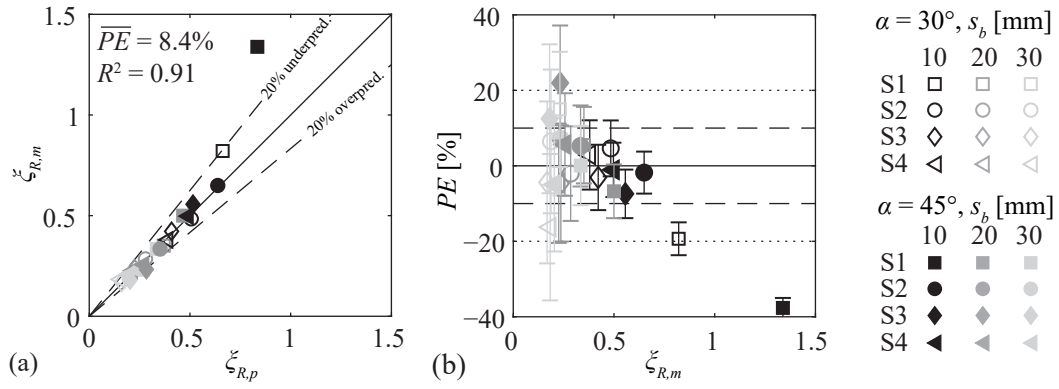 (a)
P̅E̅ = 8.4%
R² = 0.91
20% underpred.
20% overpred.
ξR,m
1.5
1
0.5
0
0 0.5 1 1.5
ξR,p
(b)
PE [%]
40
20
0
−20
−40
0 0.5 1 1.5
ξR,m
α = 30°, sb [mm]
10 20 30
S1
S2
S3
S4
α = 45°, sb [mm]
10 20 30
S1
S2
S3
S4